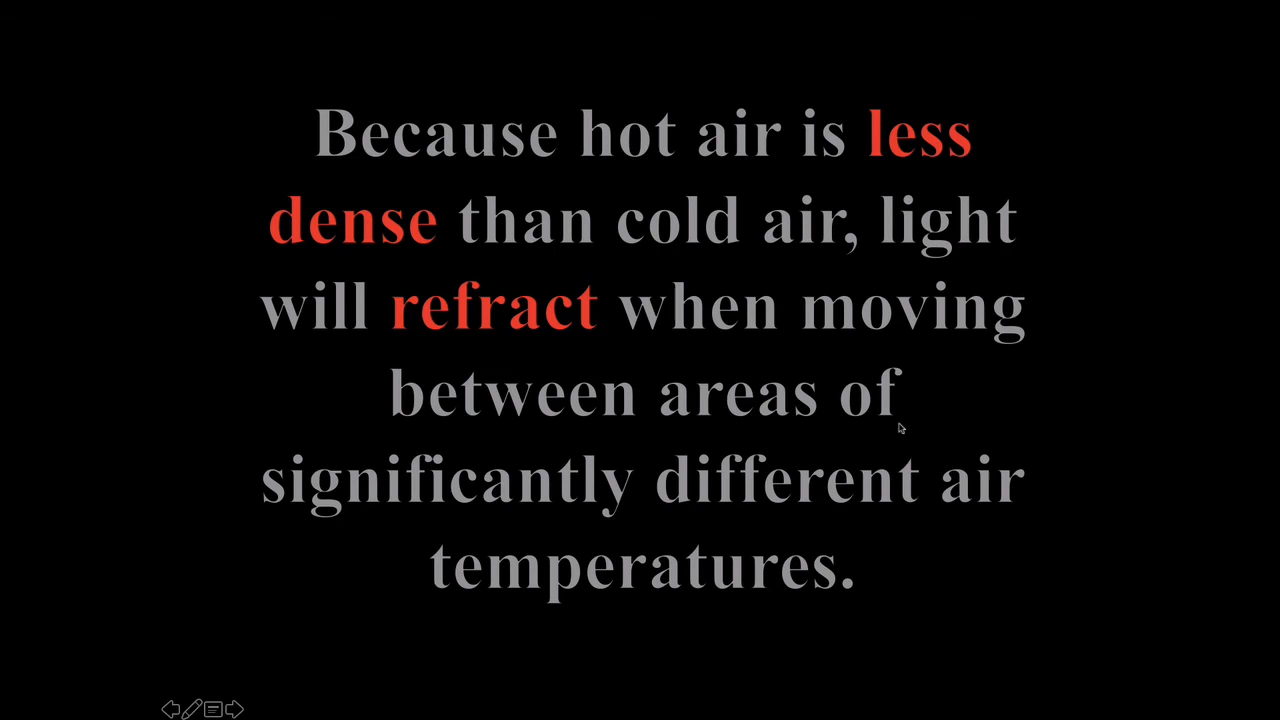 Because hot air is less
dense than cold air, light
will refract when moving
between areas of
significantly different air
temperatures.